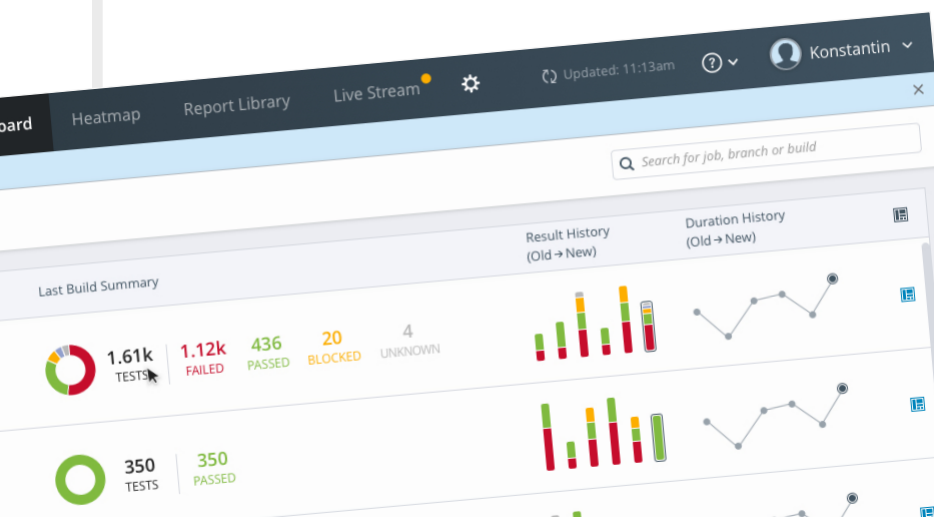 oard
Heatmap
Report Library
Live Stream
Updated: 11:13am
?
Konstantin
Search for job, branch or build
Last Build Summary
Result History
(Old → New)
Duration History
(Old → New)
1.61k
TESTS
1.12k
FAILED
436
PASSED
20
BLOCKED
4
UNKNOWN
350
TESTS
350
PASSED